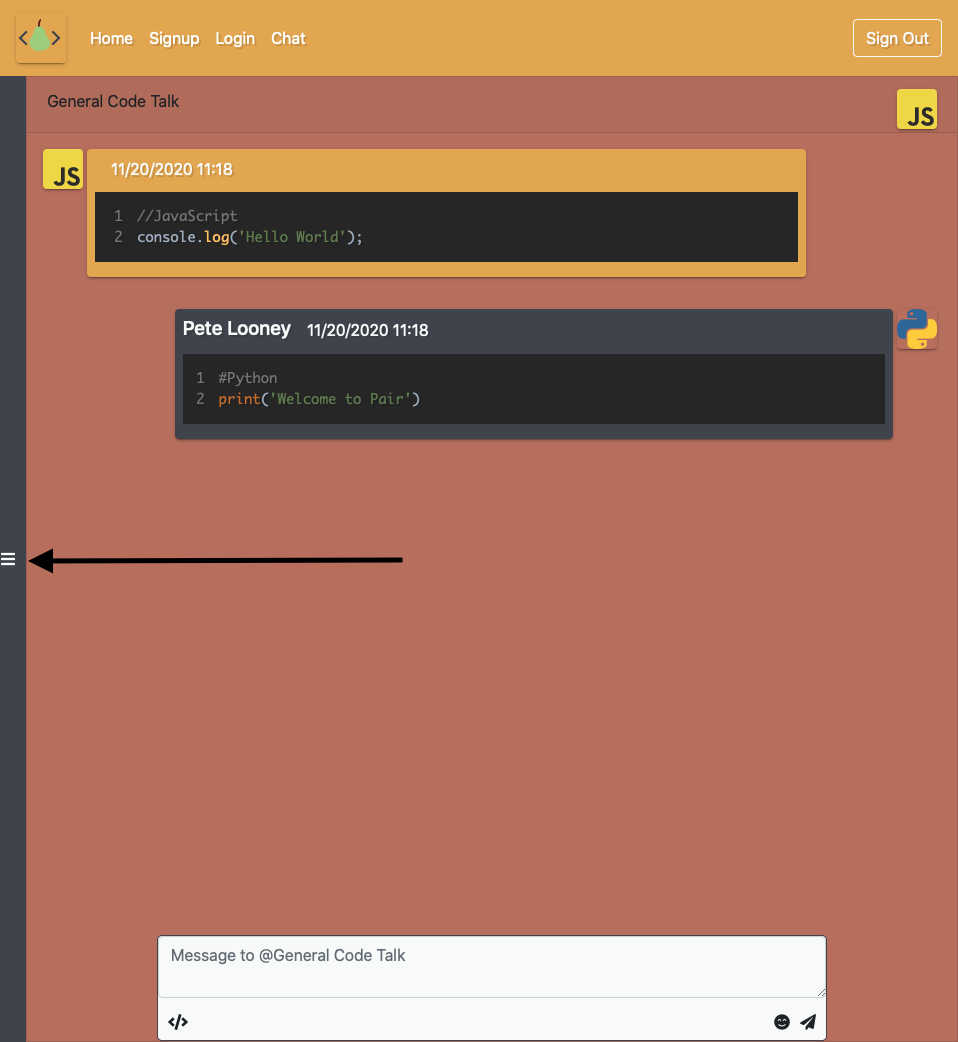 Home Signup Login Chat Sign Out
General Code Talk
JS
JS
11/20/2020 11:18
1 //JavaScript
2 console.log('Hello World');
Pete Looney 11/20/2020 11:18
1 #Python
2 print('Welcome to Pair')
Message to @General Code Talk